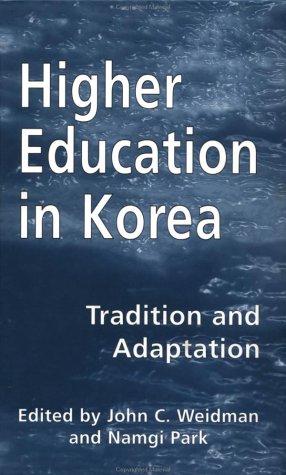 Higher
Education
in Korea
Tradition and
Adaptation
Edited by John C. Weidman
and Namgi Park